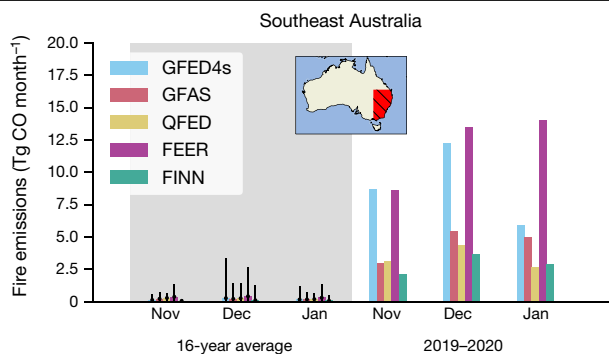 Southeast Australia
Fire emissions (Tg CO month⁻¹)
20.0
17.5
15.0
12.5
10.0
7.5
5.0
2.5
0
GFED4s
GFAS
QFED
FEER
FINN
Nov Dec Jan Nov Dec Jan
16-year average 2019–2020